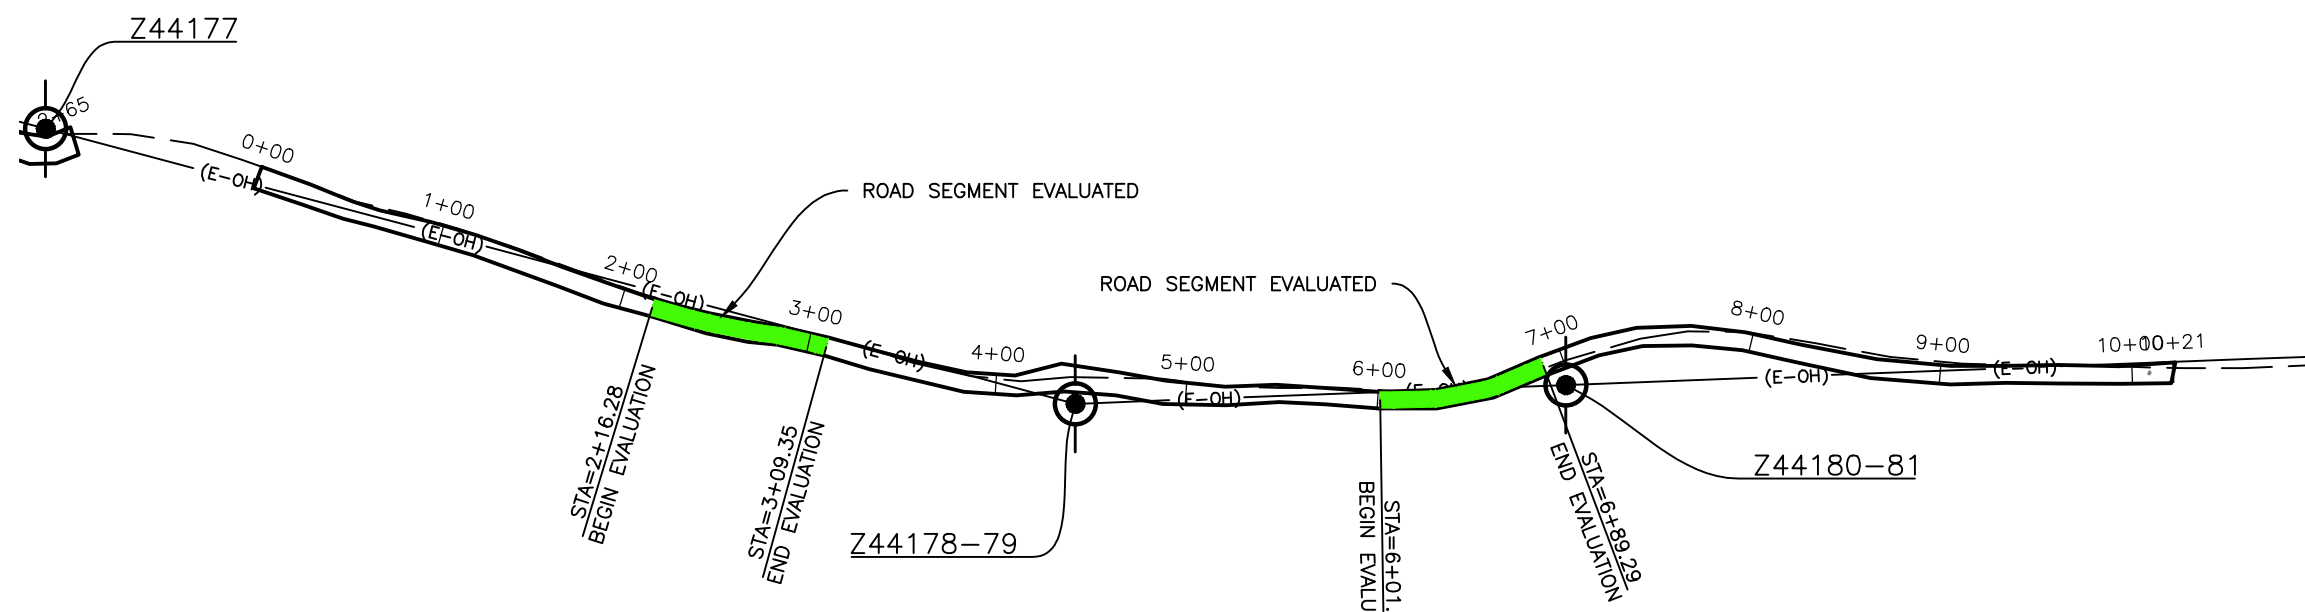 Z44177
65
0+00
(E-OH)
1+00
(E-OH)
ROAD SEGMENT EVALUATED
2+00
(E-OH)
3+00
ROAD SEGMENT EVALUATED
(E-OH)
4+00
5+00
(E-OH)
6+00
7+00
8+00
(E-OH)
9+00
(E-OH)
10+00
10+21
STA=2+16.28
BEGIN EVALUATION
STA=3+09.35
END EVALUATION
Z44178-79
STA=6+01.
BEGIN EVALU
STA=6+89.29
END EVALUATION
Z44180-81